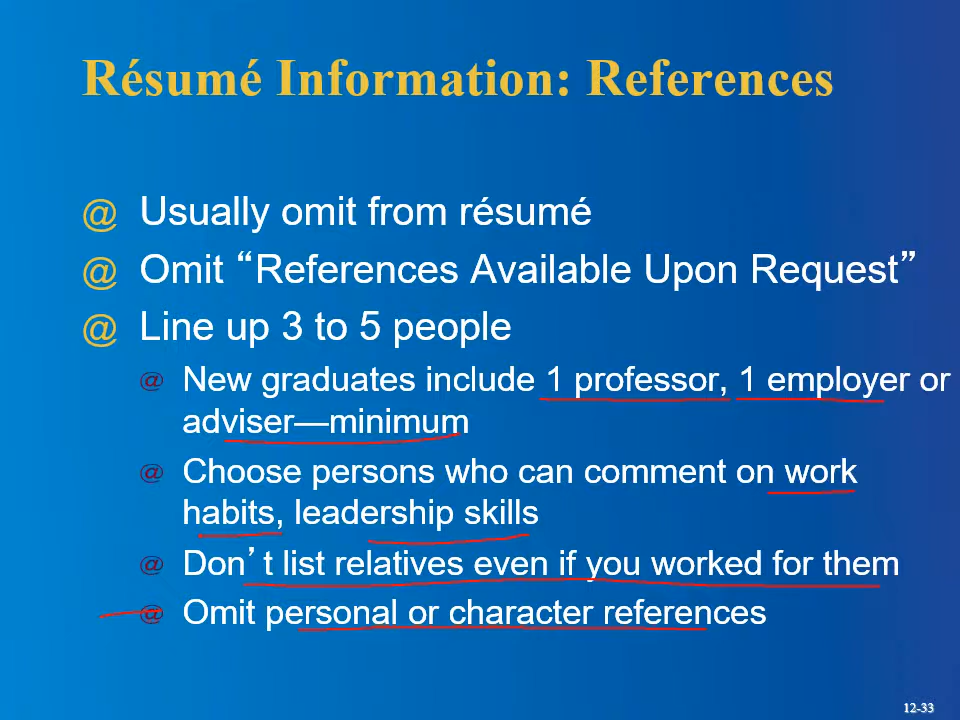 Résumé Information: References
@ Usually omit from résumé
@ Omit “References Available Upon Request”
@ Line up 3 to 5 people
@ New graduates include 1 professor, 1 employer or
adviser—minimum
@ Choose persons who can comment on work
habits, leadership skills
@ Don’t list relatives even if you worked for them
@ Omit personal or character references
12-33